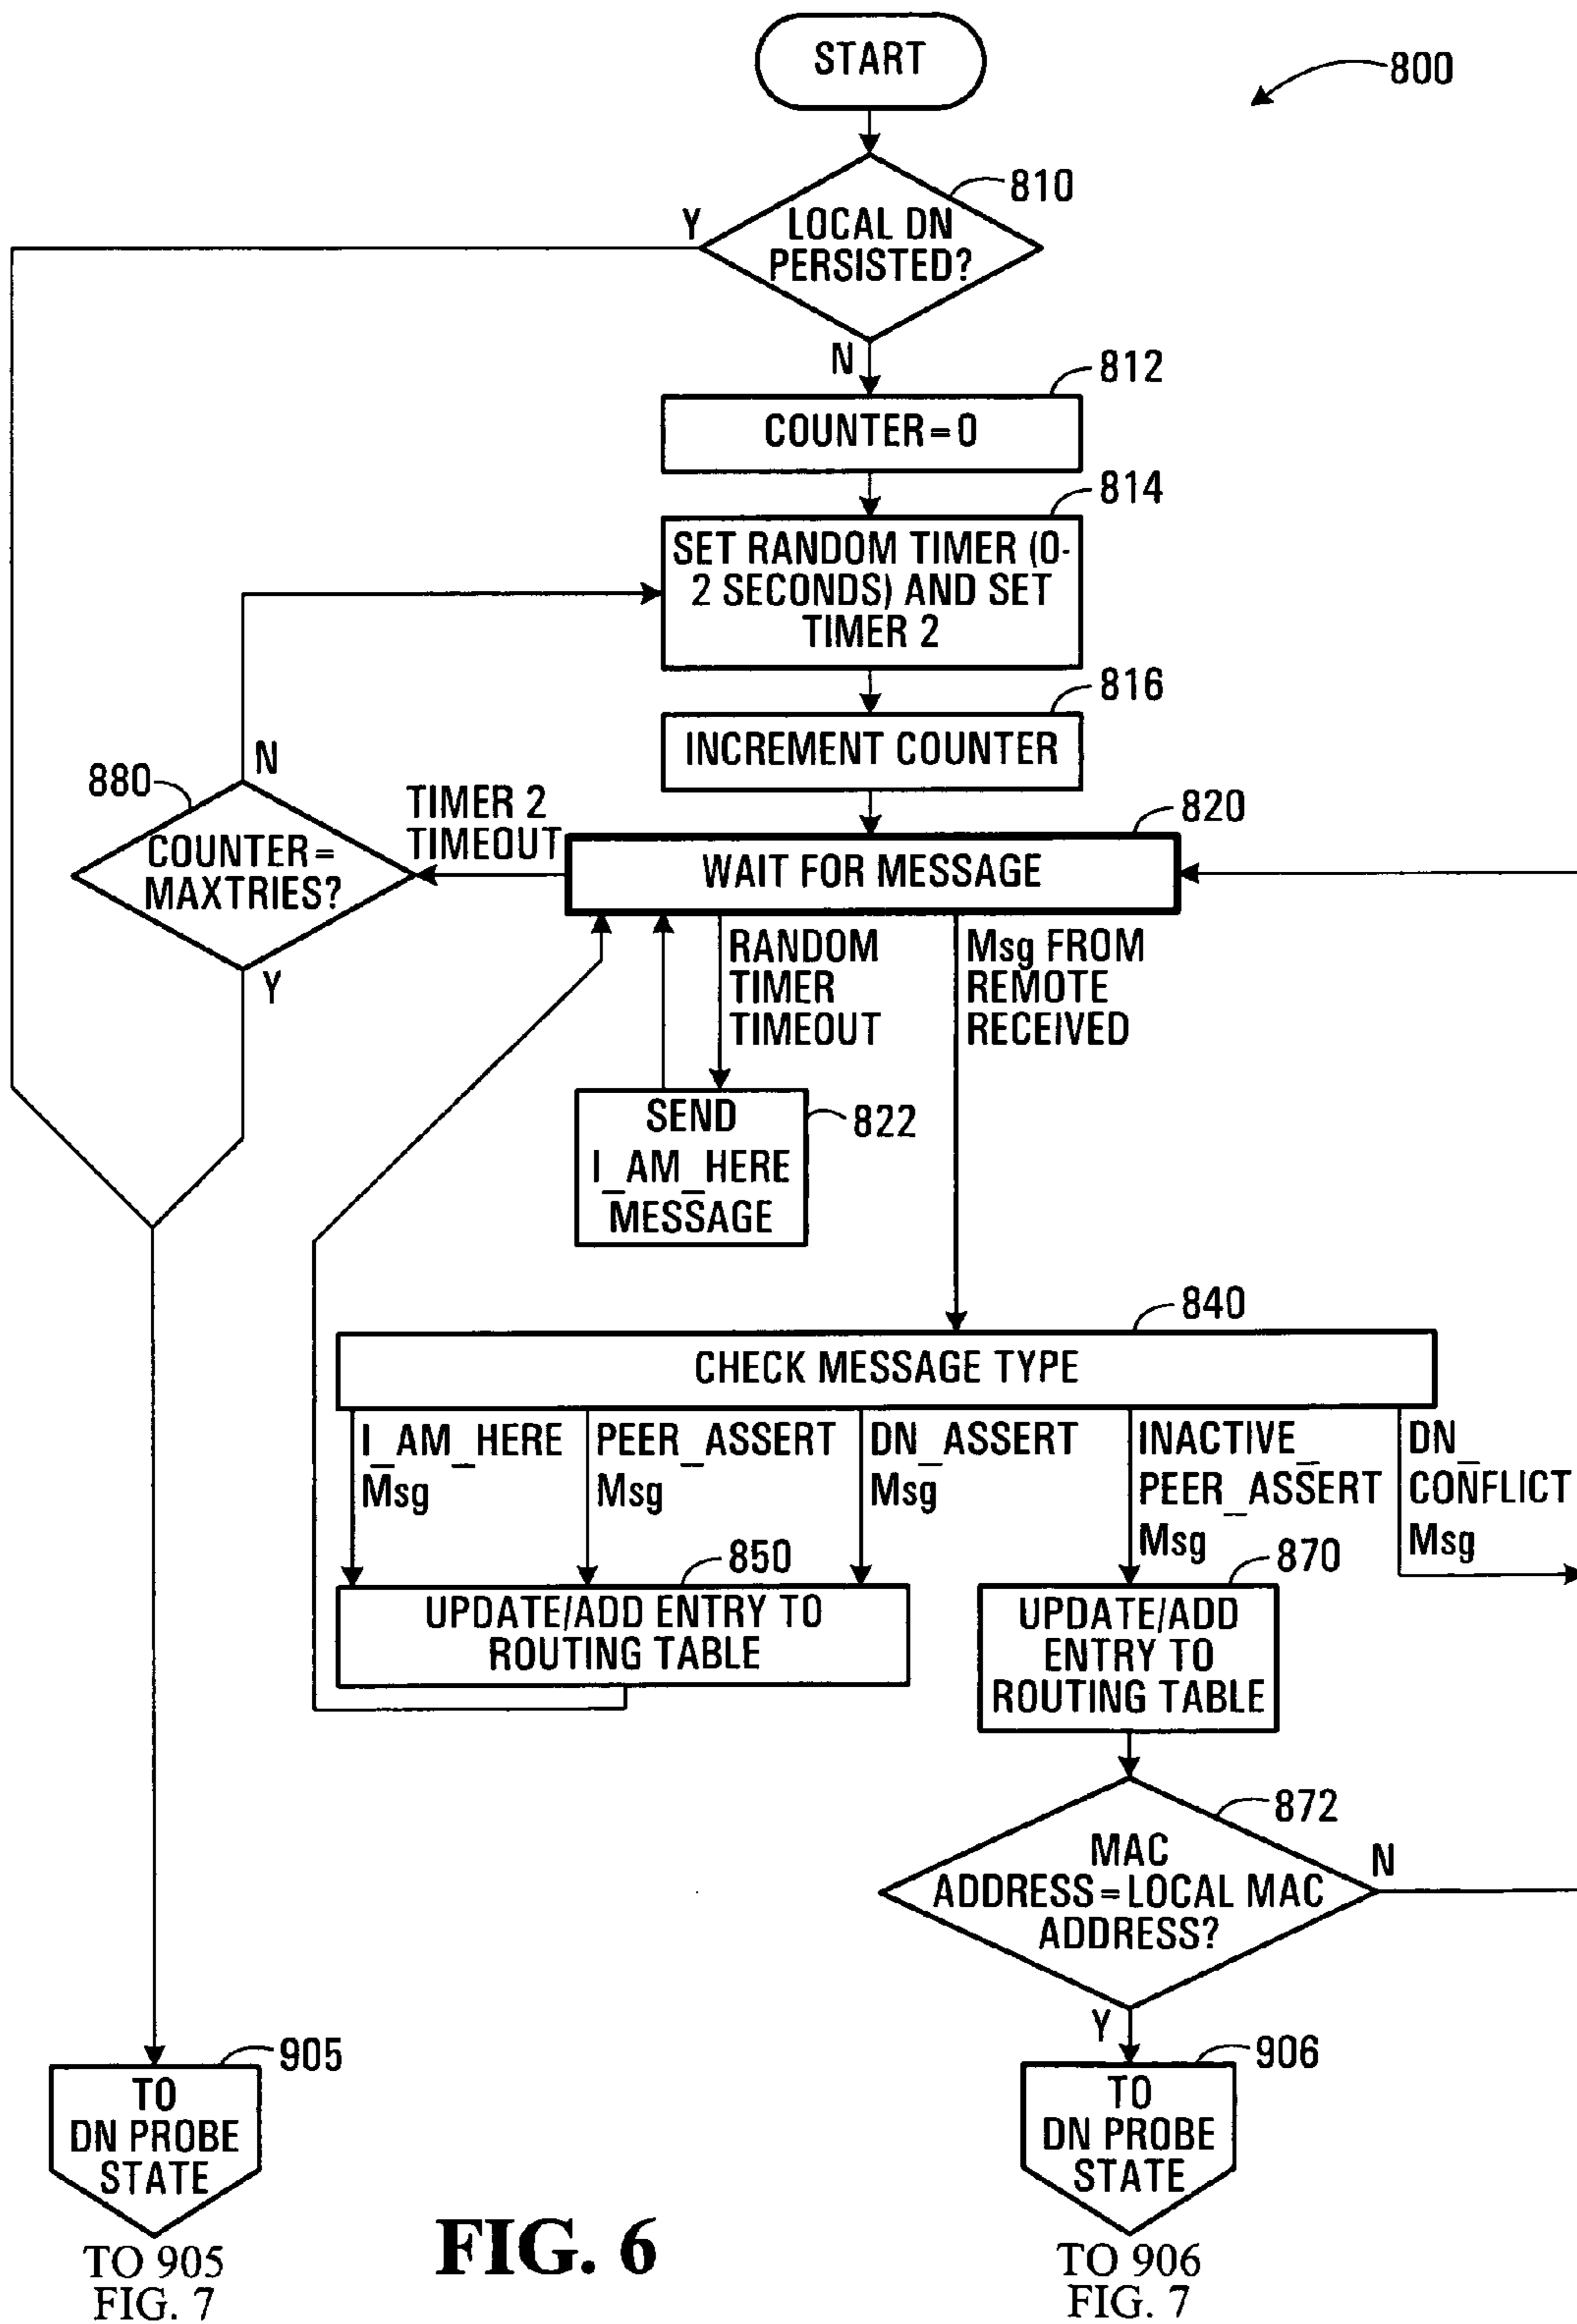 START
800
810
Y
LOCAL DN
PERSISTED?
N
812
COUNTER=0
814
SET RANDOM TIMER (0-
2 SECONDS) AND SET
TIMER 2
816
INCREMENT COUNTER
N
880
TIMER 2
TIMEOUT
820
COUNTER=
MAXTRIES?
WAIT FOR MESSAGE
Y
RANDOM
TIMER
TIMEOUT
Msg FROM
REMOTE
RECEIVED
SEND
I_AM_HERE
MESSAGE
822
840
CHECK MESSAGE TYPE
I_AM_HERE
Msg
PEER_ASSERT
Msg
DN_ASSERT
Msg
INACTIVE_
PEER_ASSERT
Msg
DN_
CONFLICT
Msg
850
UPDATE/ADD ENTRY TO
ROUTING TABLE
870
UPDATE/ADD
ENTRY TO
ROUTING TABLE
872
MAC
ADDRESS=LOCAL MAC
ADDRESS?
N
Y
905
TO
DN PROBE
STATE
TO 905
FIG. 7
906
TO
DN PROBE
STATE
TO 906
FIG. 7
FIG. 6